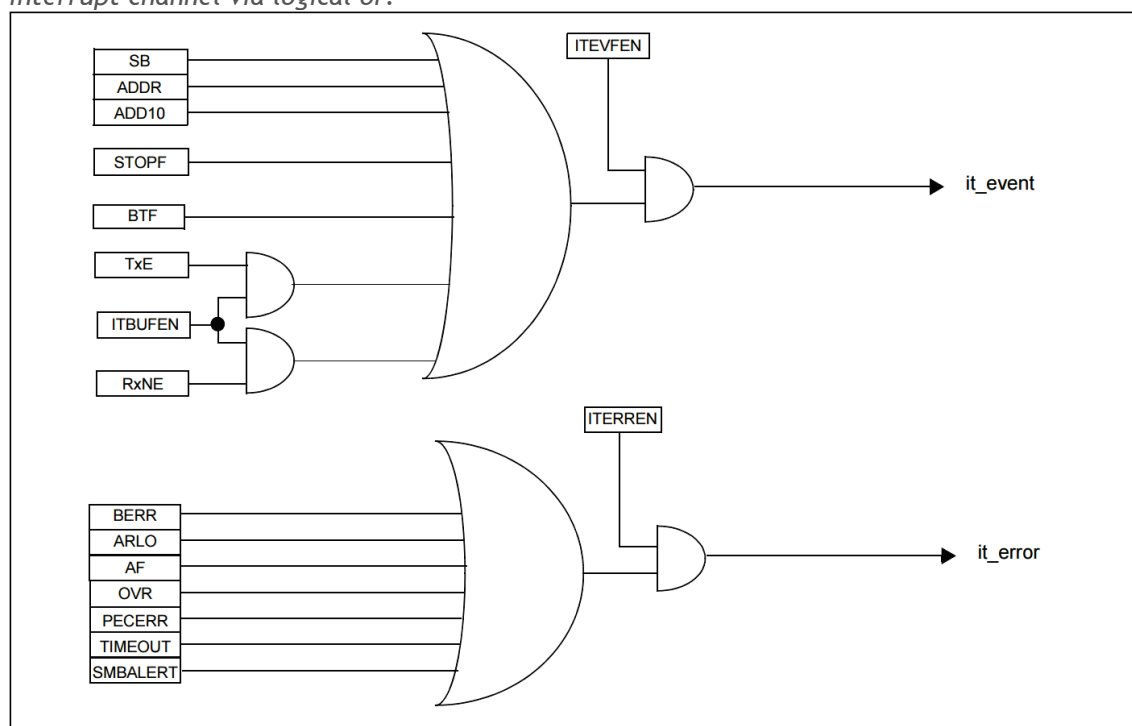 interrupt channel via logical or.
SB
ADDR
ADD10
STOPF
BTF
TxE
ITBUFEN
RxNE
ITEVFEN
it_event
ITERREN
BERR
ARLO
AF
OVR
PECERR
TIMEOUT
SMBALERT
it_error